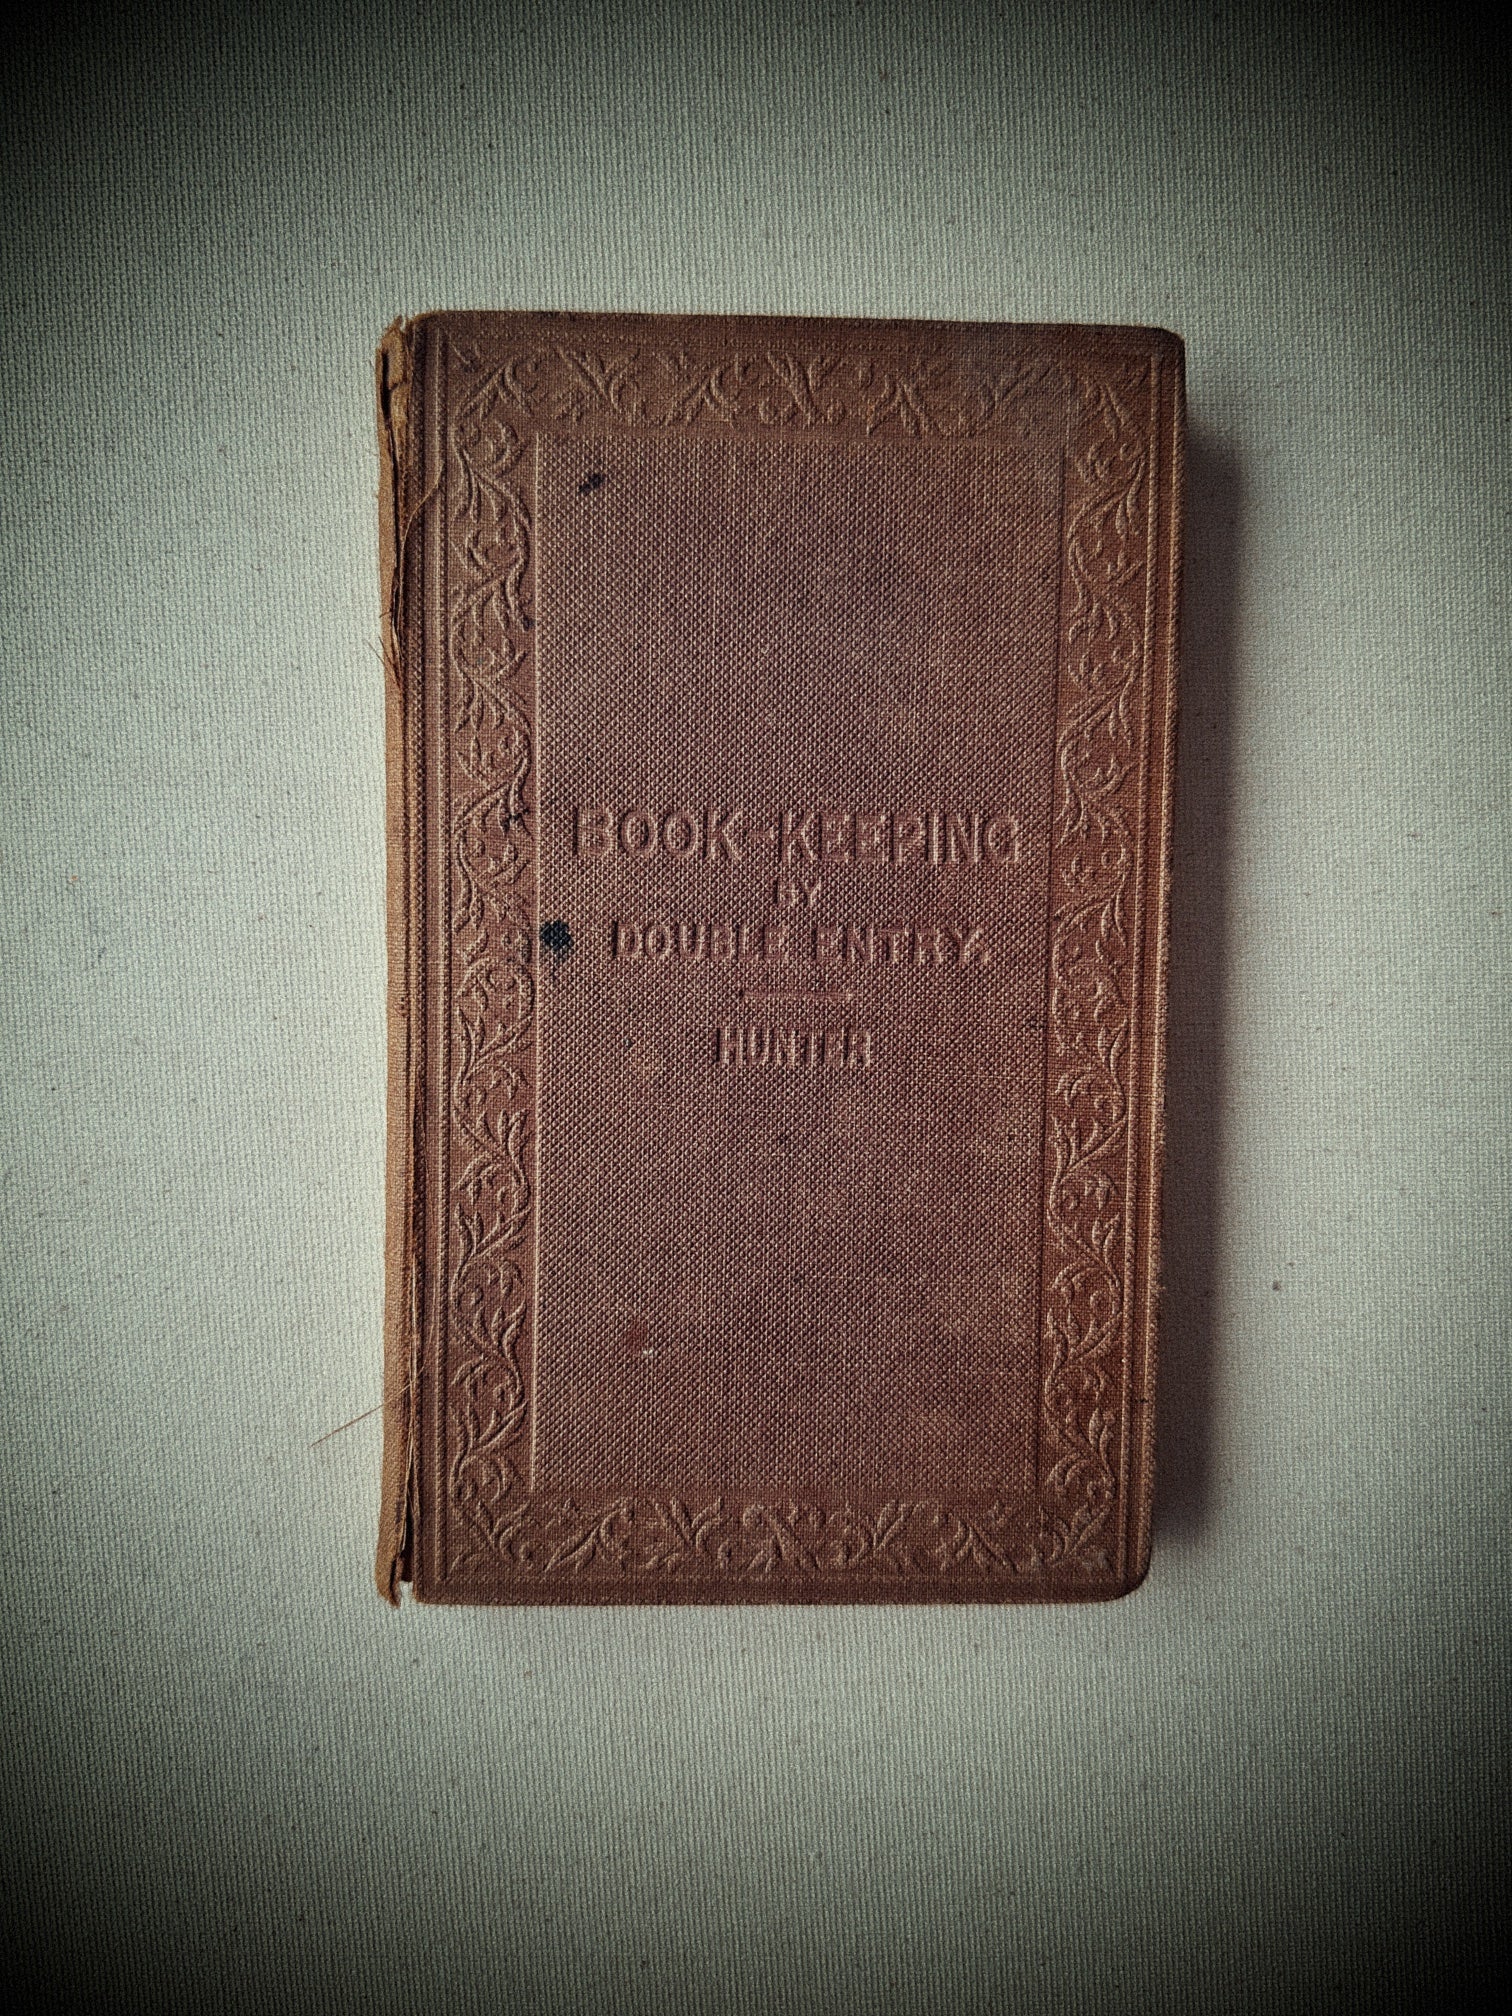 BOOK-KEEPING
BY
DOUBLE ENTRY.
HUNTER